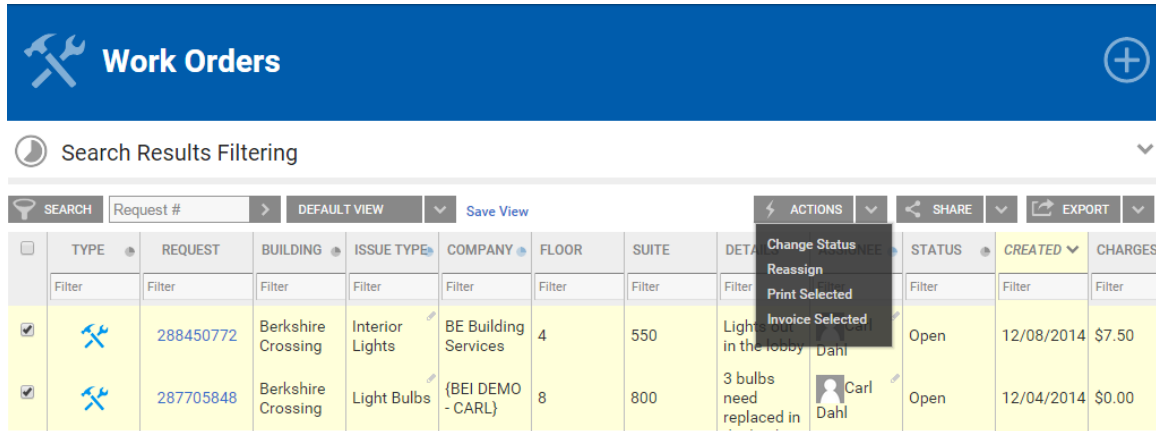 Work Orders
Search Results Filtering
SEARCH Request # > DEFAULT VIEW Save View ACTIONS SHARE EXPORT
Change Status
Reassign
Print Selected
Invoice Selected
TYPE REQUEST BUILDING ISSUE TYPE COMPANY FLOOR SUITE DETAILS ASSIGNEE STATUS CREATED CHARGES
Filter Filter Filter Filter Filter Filter Filter Filter Filter Filter Filter
288450772 Berkshire Crossing Interior Lights BE Building Services 4 550 Lights out in the lobby Carl Dahl Open 12/08/2014 $7.50
287705848 Berkshire Crossing Light Bulbs {BEI DEMO - CARL} 8 800 3 bulbs need replaced in Carl Dahl Open 12/04/2014 $0.00